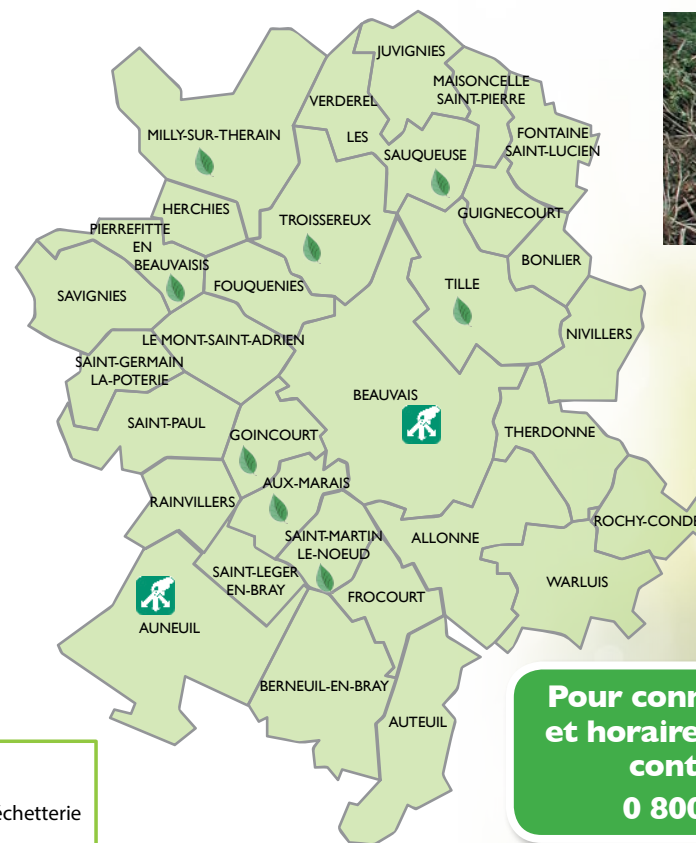 JUVIGNIES
MAISONCELLE
SAINT-PIERRE
VERDEREL
LES
FONTAINE
SAINT-LUCIEN
MILLY-SUR-THERAIN
SAUQUEUSE
HERCHIES
TROISSEREUX
GUIGNECOURT
PIERREFITTE
EN
BEAUVAISIS
BONLIER
FOUQUENIES
TILLE
SAVIGNIES
NIVILLERS
LE MONT-SAINT-ADRIEN
SAINT-GERMAIN
LA-POTERIE
BEAUVAIS
SAINT-PAUL
GOINCOURT
THERDONNE
AUX-MARAIS
RAINVILLERS
ROCHY-CONDE
SAINT-MARTIN
LE-NOEUD
ALLONNE
SAINT-LEGER
EN-BRAY
WARLUIS
FROCOURT
AUNEUIL
BERNEUIL-EN-BRAY
AUTEUIL
Pour conn
et horaire
cont
0 800
échetterie